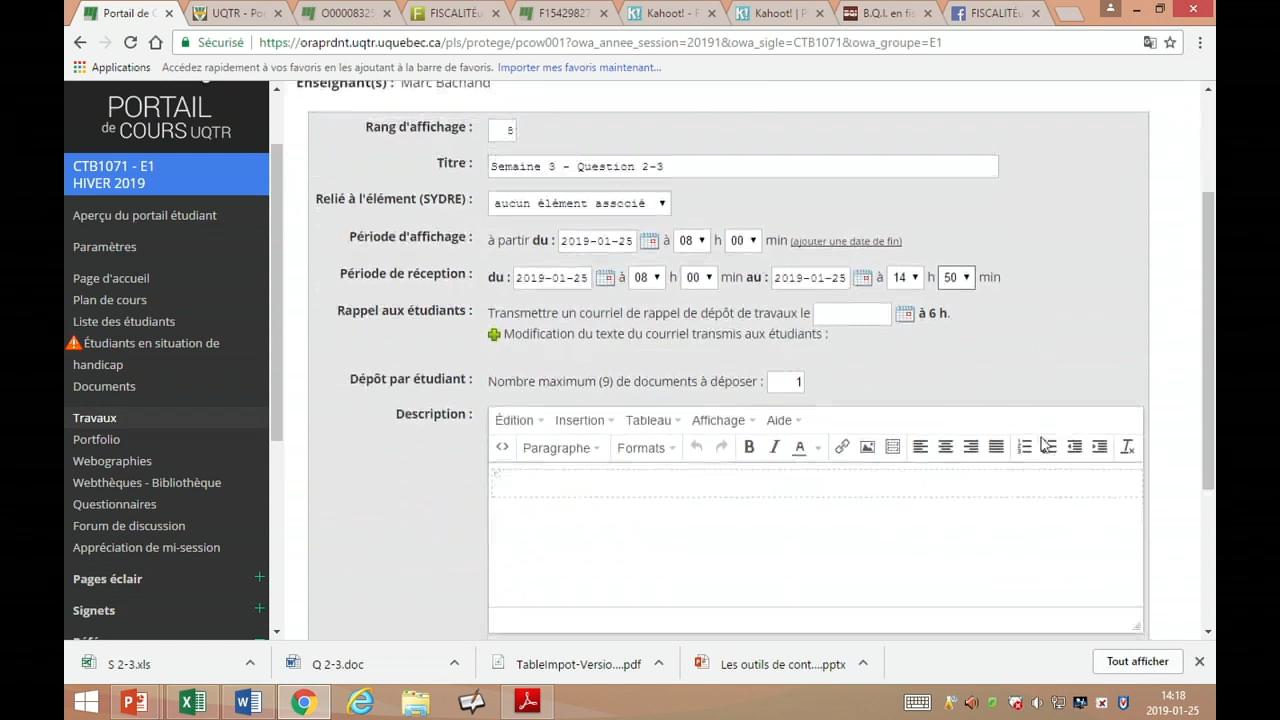 Portail de C
UQTR - Po
O00008325
FISCALITÉ
F15429827
Kahoot! - F
Kahoot! | P
B.Q.I. en fis
FISCALITÉ
Sécurisé | https://oraprdnt.uqtr.uquebec.ca/pls/protege/pcow001?owa_annee_session=20191&owa_sigle=CTB1071&owa_groupe=E1
Applications Accédez rapidement à vos favoris en les ajoutant à la barre de favoris. Importer mes favoris maintenant...
PORTAIL
de COURS UQTR
CTB1071 - E1
HIVER 2019
Aperçu du portail étudiant
Paramètres
Page d'accueil
Plan de cours
Liste des étudiants
Étudiants en situation de
handicap
Documents
Travaux
Portfolio
Webographies
Webthèques - Bibliothèque
Questionnaires
Forum de discussion
Appréciation de mi-session
Pages éclair +
Signets +
Enseignant(s) : Marc Bachand
Rang d'affichage :
Titre : Semaine 3 - Question 2-3
Relié à l'élément (SYDRE) : aucun élément associé
Période d'affichage : à partir du : 2019-01-25 à 08 h 00 min (ajouter une date de fin)
Période de réception : du : 2019-01-25 à 08 h 00 min au : 2019-01-25 à 14 h 50 min
Rappel aux étudiants : Transmettre un courriel de rappel de dépôt de travaux le à 6 h.
Modification du texte du courriel transmis aux étudiants :
Dépôt par étudiant : Nombre maximum (9) de documents à déposer : 1
Description :
Édition Insertion Tableau Affichage Aide
<> Paragraphe Formats B I A
S 2-3.xls
Q 2-3.doc
TableImpot-Versio....pdf
Les outils de cont....pptx
Tout afficher
14:18
2019-01-25